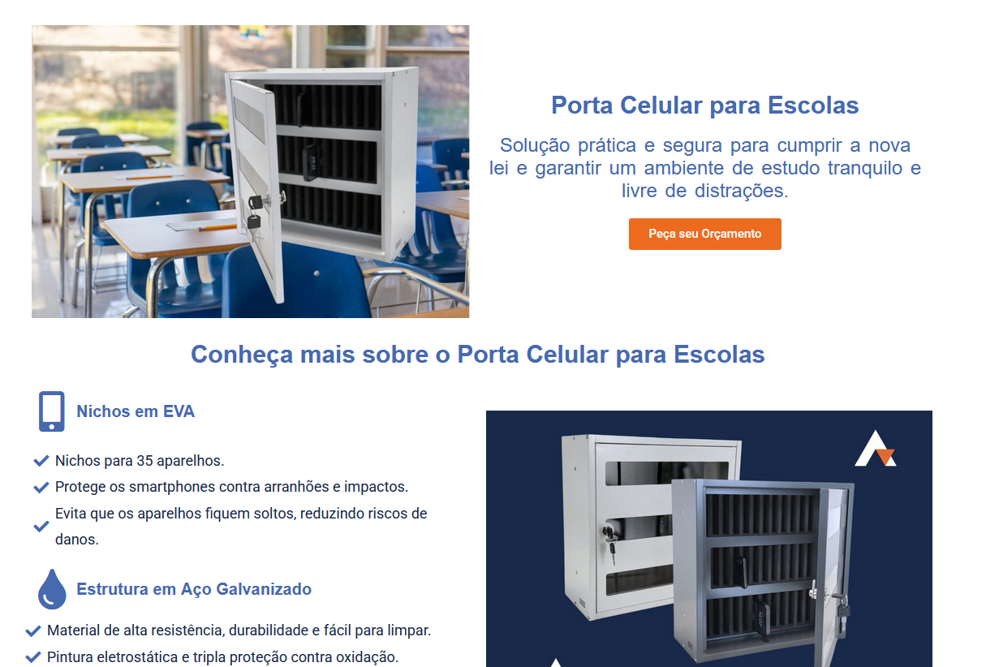 Porta Celular para Escolas
Solução prática e segura para cumprir a nova
lei e garantir um ambiente de estudo tranquilo e
livre de distrações.
Peça seu Orçamento
Conheça mais sobre o Porta Celular para Escolas
Nichos em EVA
Nichos para 35 aparelhos.
Protege os smartphones contra arranhões e impactos.
Evita que os aparelhos fiquem soltos, reduzindo riscos de
danos.
Estrutura em Aço Galvanizado
Material de alta resistência, durabilidade e fácil para limpar.
Pintura eletrostática e tripla proteção contra oxidação.